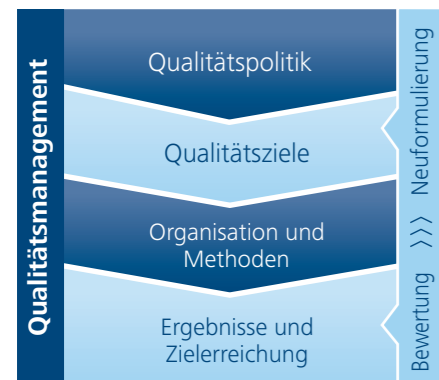 Qualitätsmanagement
Qualitätspolitik
Qualitätsziele
Organisation und
Methoden
Ergebnisse und
Zielerreichung
Bewertung >>> Neuformulierung